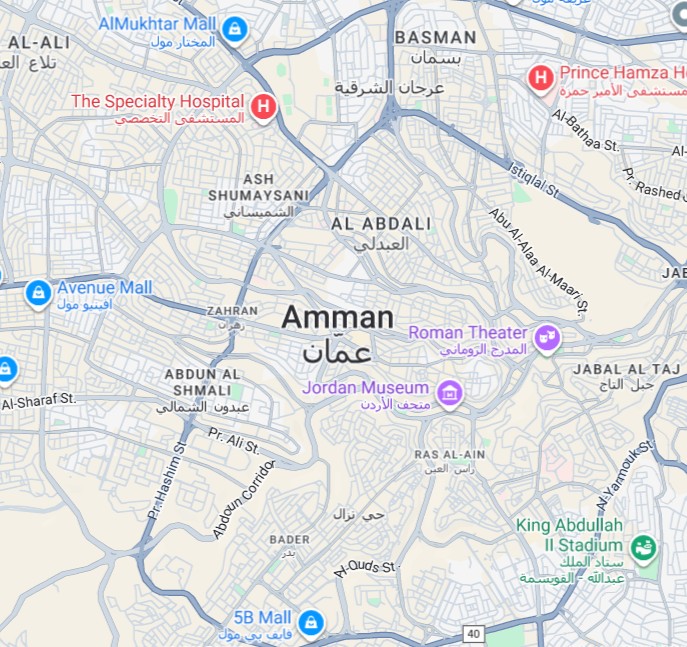 AlMukhtar Mall
المختار مول
AL-ALI
تلاع العلي
BASMAN
بسمان
عرجان الشرقية
Prince Hamza Ho
مستشفى الأمير حمزة
The Specialty Hospital
المستشفى التخصصي
Al-Bathaa St.
Al-
Pr. Rashed
Istiqlal St
ASH
SHUMAYSANI
الشميساني
AL ABDALI
العبدلي
Abu Al-Alaa Al-Maari St.
JAB
Avenue Mall
افينيو مول
ZAHRAN
زهران
Amman
عمّان
Roman Theater
المدرج الروماني
JABAL AL TAJ
جبل التاج
ABDUN AL
SHMALI
عبدون الشمالي
Jordan Museum
متحف الأردن
Al-Sharaf St.
Pr. Ali St.
RAS AL-AIN
راس العين
Pr. Hashim St
Abdoun Corridor
Al-Yarmouk St.
حي نزال
King Abdullah
II Stadium
ستاد الملك
عبدالله - القويسمة
BADER
بدر
Al-Quds St.
5B Mall
فايف بي مول
40